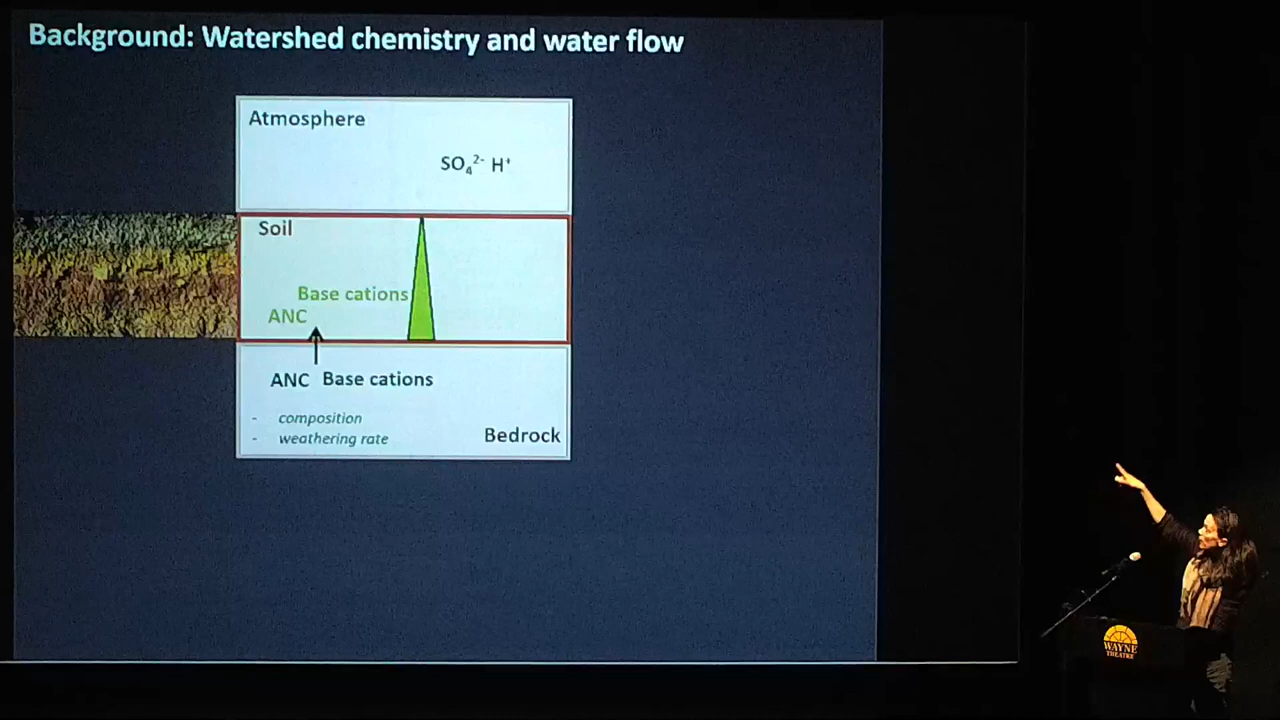 Background: Watershed chemistry and water flow
Atmosphere
SO₄²⁻ H⁺
Soil
Base cations
ANC
ANC Base cations
- composition
- weathering rate
Bedrock
WAYNE
THEATRE